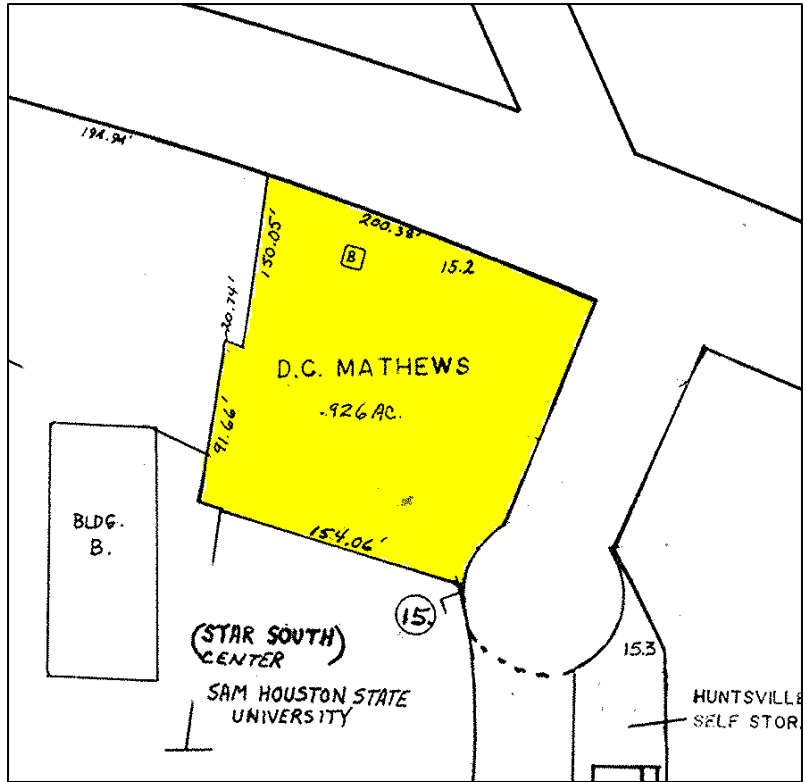 194.94'
200.38'
150.05'
B
15.2
20.74'
D.C. MATHEWS
.926 AC.
91.66'
154.06'
BLDG.
B.
15.
(STAR SOUTH)
CENTER
SAM HOUSTON STATE
UNIVERSITY
15.3
HUNTSVILLE
SELF STOR